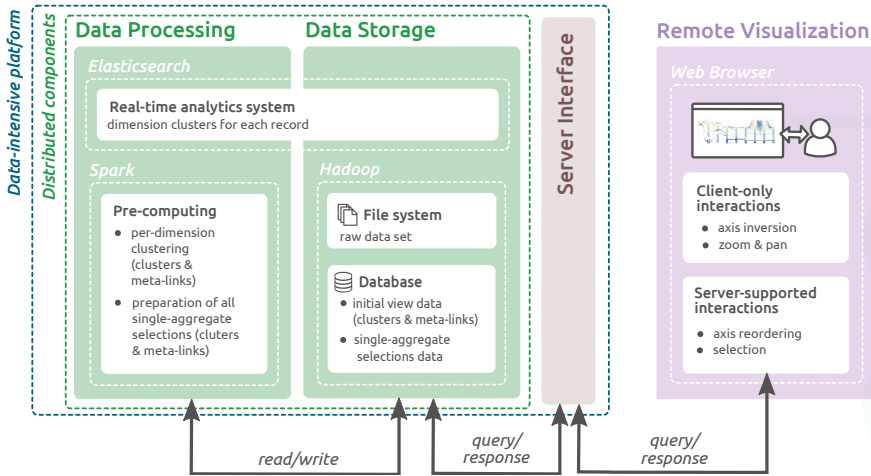 Data-intensive platform
Distributed components
Data Processing
Data Storage
Elasticsearch
Real-time analytics system
dimension clusters for each record
Spark
Pre-computing
• per-dimension
clustering
(clusters &
meta-links)
• preparation of all
single-aggregate
selections (cluters
& meta-links)
Hadoop
File system
raw data set
Database
• initial view data
(clusters & meta-links)
• single-aggregate
selections data
Server Interface
Remote Visualization
Web Browser
Client-only
interactions
• axis inversion
• zoom & pan
Server-supported
interactions
• axis reordering
• selection
read/write
query/
response
query/
response